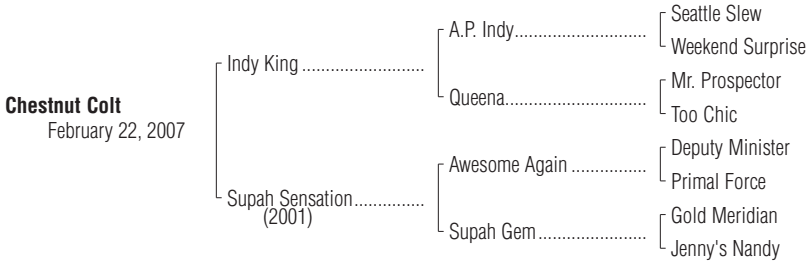 Seattle Slew
A.P. Indy
Weekend Surprise
Indy King
Mr. Prospector
Queena
Too Chic
Chestnut Colt
February 22, 2007
Deputy Minister
Awesome Again
Primal Force
Supah Sensation
(2001)
Gold Meridian
Supah Gem
Jenny's Nandy